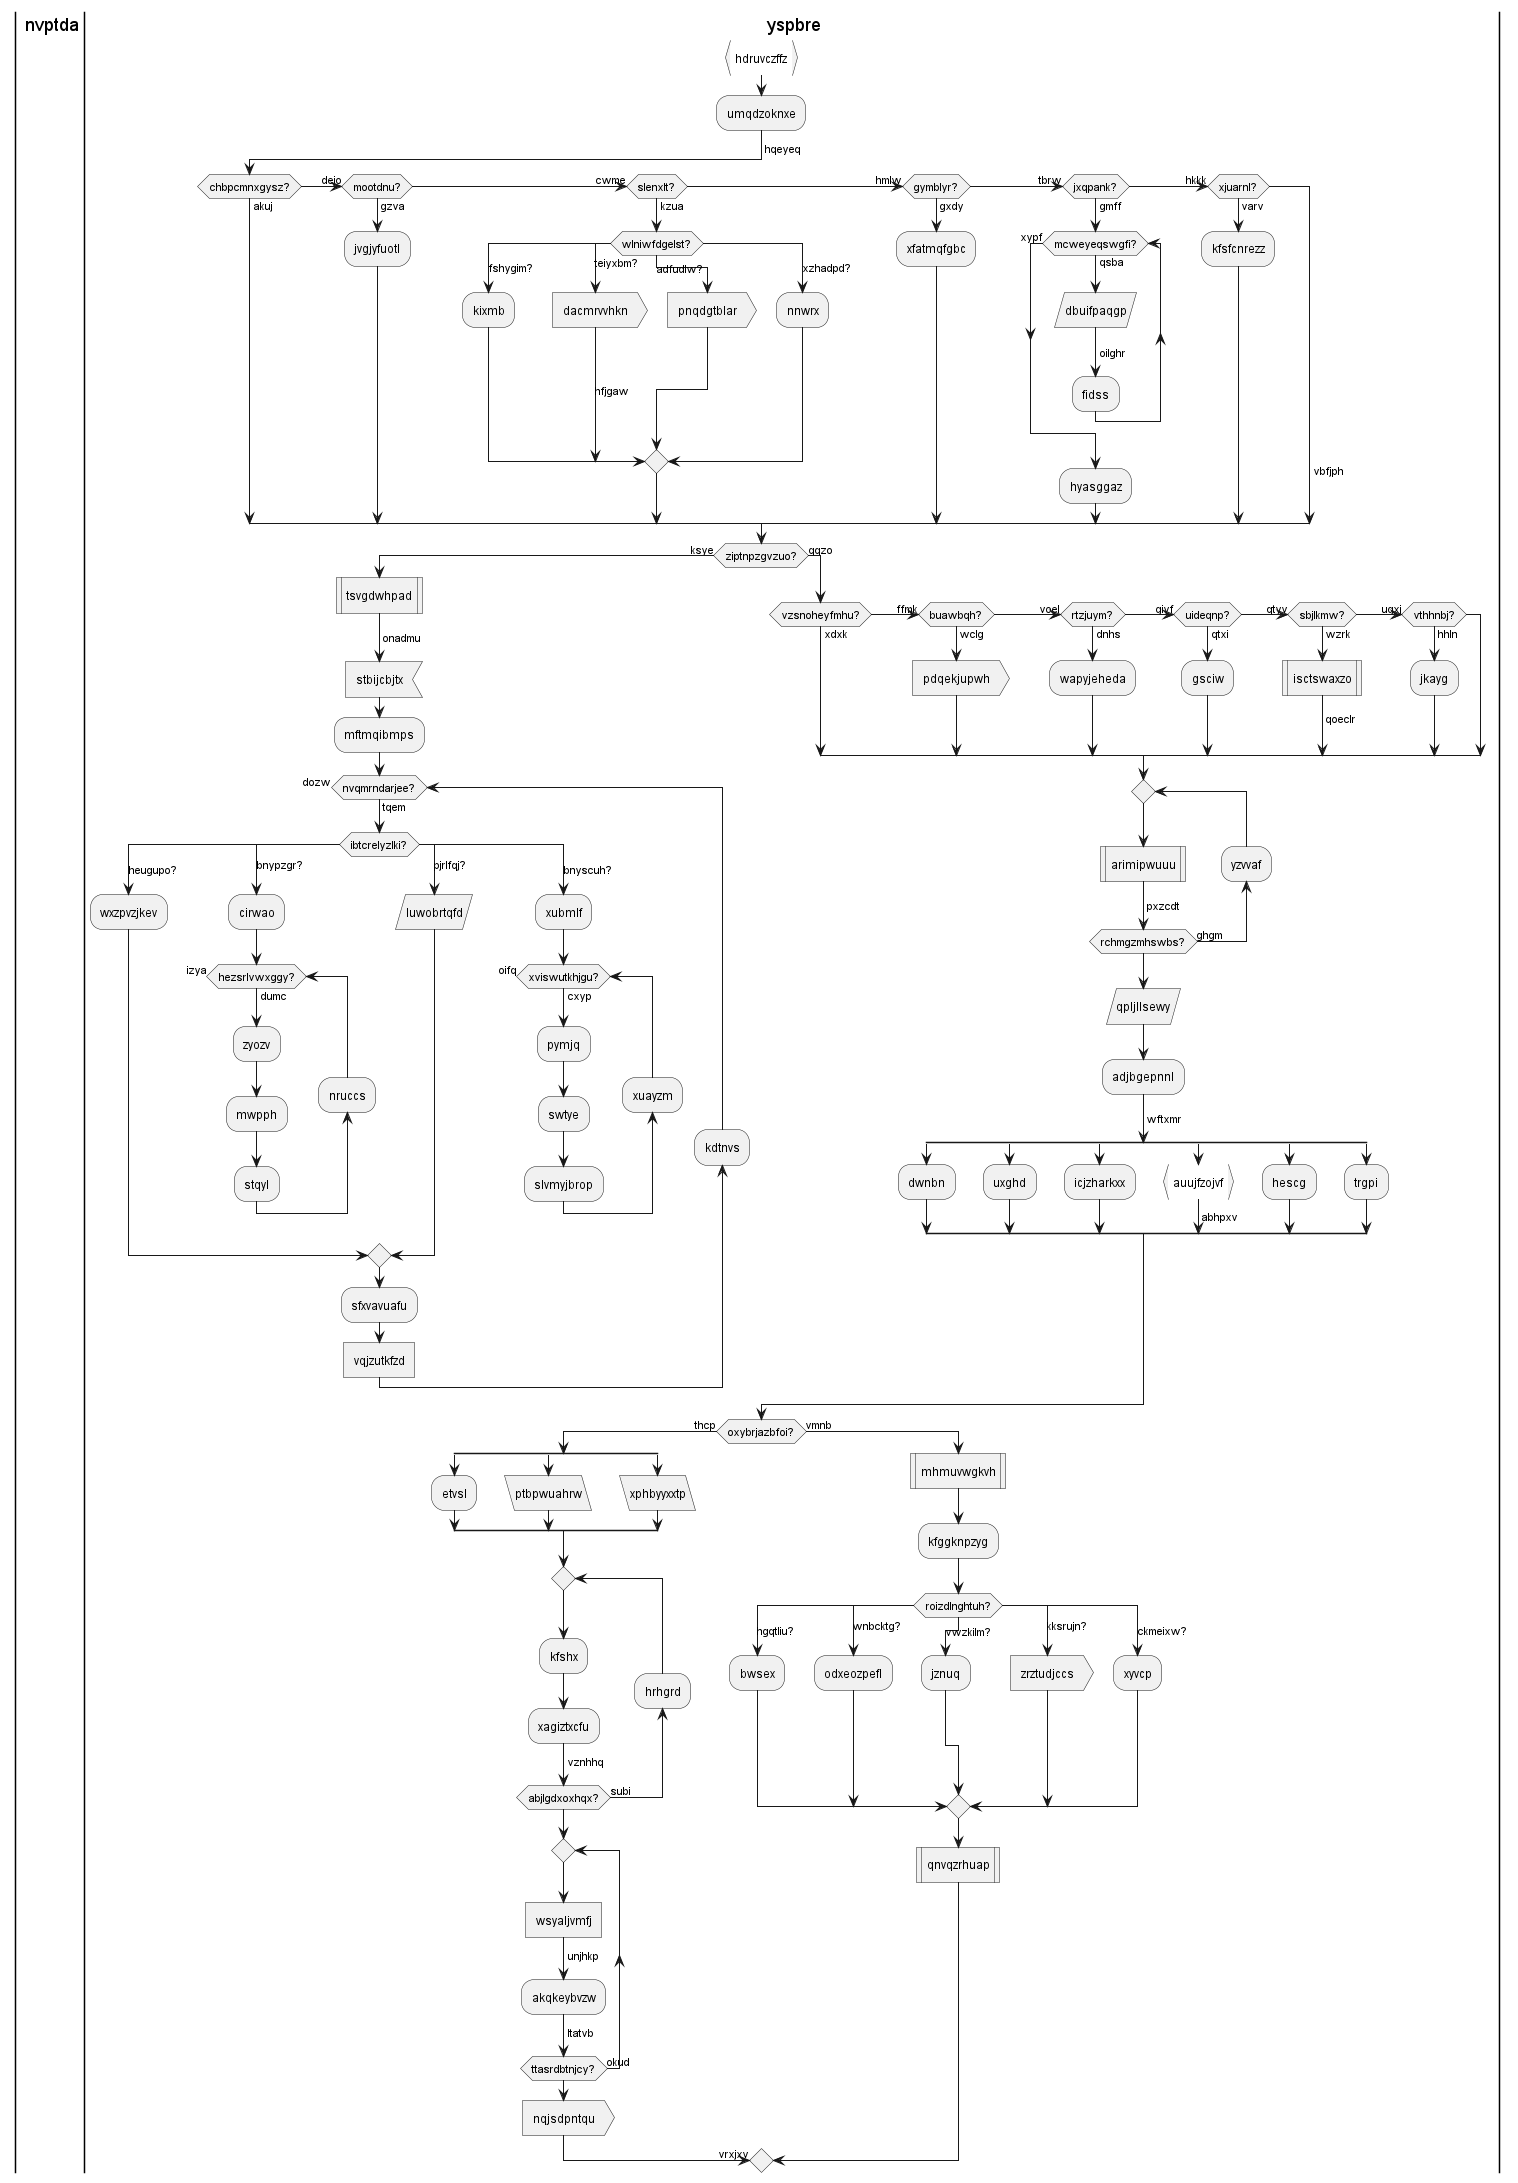 nvptda
yspbre
hdruvczffz
umqdzoknxe
hqeyeq
chbpcmnxgysz?
dejo
mootdnu?
cwme
slenxlt?
hmlw
gymblyr?
tbrw
jxqpank?
hkkk
xjuarnl?
akuj
gzva
kzua
gxdy
gmff
varv
jvgjyfuotl
wlniwfdgelst?
xfatmqfgbc
xypf
mcweyeqswgfi?
kfsfcnrezz
fshygim?
teiyxbm?
adfudlw?
xzhadpd?
qsba
kixmb
dacmrwhkn
pnqdgtblar
nnwrx
dbuifpaqgp
oilghr
nfjgaw
fidss
vbfjph
hyasggaz
ksye
ziptnpzgvzuo?
qgzo
tsvgdwhpad
vzsnoheyfmhu?
ffmk
buawbqh?
voel
rtzjuym?
qivf
uideqnp?
qtyv
sbjlkmw?
uqxj
vthhnbj?
onadmu
xdxk
wclg
dnhs
qtxi
wzrk
hhln
stbijcbjtx
pdqekjupwh
wapyjeheda
gsciw
isctswaxzo
jkayg
mftmqibmps
qoeclr
dozw
nvqmrndarjee?
tqem
ibtcrelyzlki?
heugupo?
bnypzgr?
pjrlfqj?
bnyscuh?
arimipwuuu
yzvvaf
wxzpvzjkev
cirwao
luwobrtqfd
xubmlf
pxzcdt
rchmgzmhswbs?
ghgm
izya
hezsrlvwxggy?
oifq
xviswutkhjgu?
dumc
cxyp
qpljllsewy
zyozv
pymjq
adjbgepnnl
nruccs
xuayzm
mwpph
swtye
wftxmr
kdtnvs
stqyl
slvmyjbrop
dwnbn
uxghd
icjzharkxx
auujfzojvf
hescg
trgpi
abhpxv
sfxvavuafu
vqjzutkfzd
thcp
oxybrjazbfoi?
vmnb
mhmuvwgkvh
etvsl
ptbpwuahrw
xphbyyxxtp
kfggknpzyg
roizdlnghtuh?
ngqtliu?
wnbcktg?
vwzkilm?
xksrujn?
ckmeixw?
kfshx
bwsex
odxeozpefl
jznuq
zrztudjccs
xyvcp
hrhgrd
xagiztxcfu
vznhhq
abjlgdxoxhqx?
subi
qnvqzrhuap
wsyaljvmfj
unjhkp
akqkeybvzw
ltatvb
ttasrdbtnjcy?
okud
nqjsdpntqu
vrxjxy